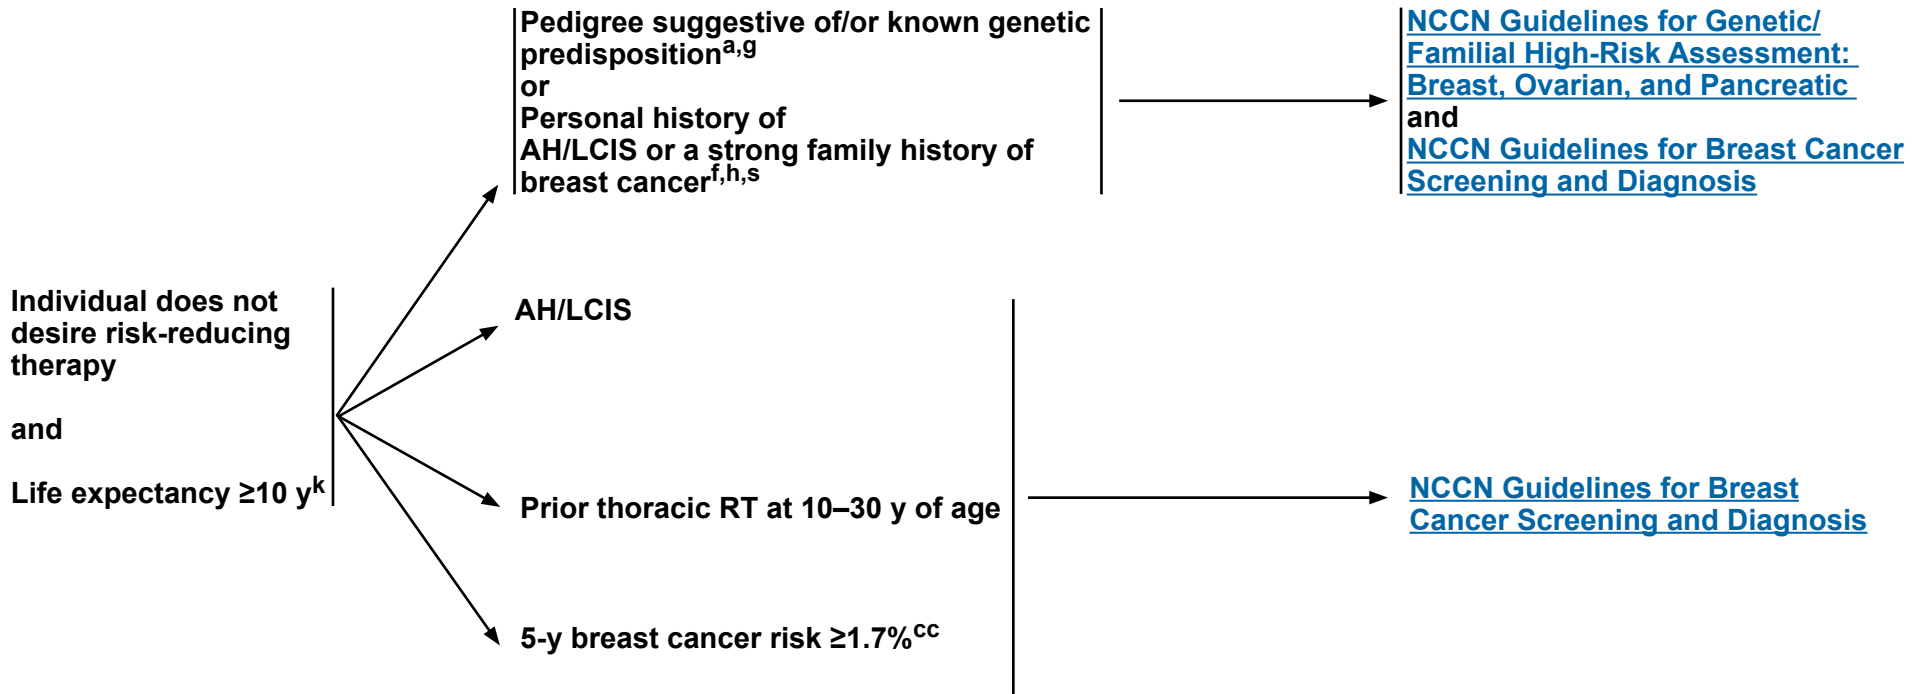 Individual does not
desire risk-reducing
therapy
and
Life expectancy ≥10 y^k
Pedigree suggestive of/or known genetic
predisposition^a,g
or
Personal history of
AH/LCIS or a strong family history of
breast cancer^f,h,s
NCCN Guidelines for Genetic/
Familial High-Risk Assessment:
Breast, Ovarian, and Pancreatic
and
NCCN Guidelines for Breast Cancer
Screening and Diagnosis
AH/LCIS
Prior thoracic RT at 10–30 y of age
5-y breast cancer risk ≥1.7%^cc
NCCN Guidelines for Breast
Cancer Screening and Diagnosis